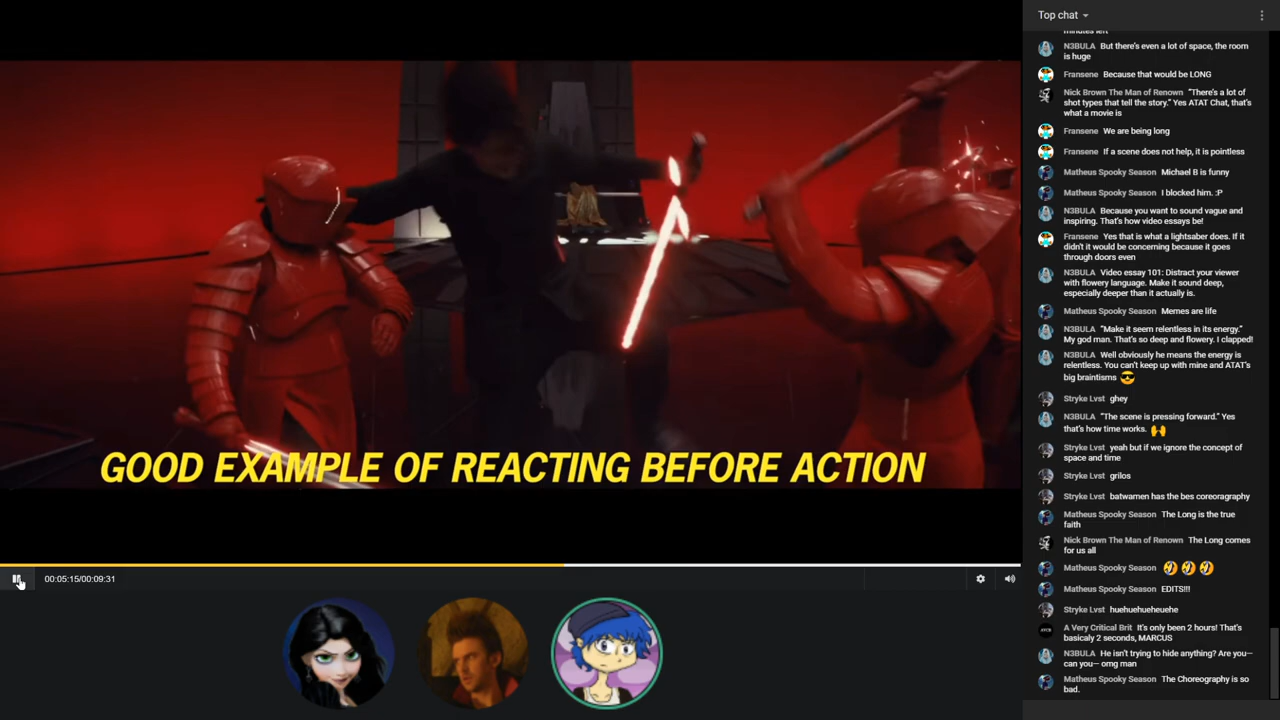 Top chat
minutes left
N3BULA But there's even a lot of space, the room
is huge
Fransene Because that would be LONG
Nick Brown The Man of Renown "There's a lot of
shot types that tell the story." Yes ATAT Chat, that's
what a movie is
Fransene We are being long
Fransene If a scene does not help, it is pointless
Matheus Spooky Season Michael B is funny
Matheus Spooky Season I blocked him. :P
N3BULA Because you want to sound vague and
inspiring. That's how video essays be!
Fransene Yes that is what a lightsaber does. If it
didn't it would be concerning because it goes
through doors even
N3BULA Video essay 101: Distract your viewer
with flowery language. Make it sound deep,
especially deeper than it actually is.
Matheus Spooky Season Memes are life
N3BULA "Make it seem relentless in its energy."
My god man. That's so deep and flowery. I clapped!
N3BULA Well obviously he means the energy is
relentless. You can't keep up with mine and ATAT's
big braintisms 😎
Stryke Lvst ghey
N3BULA "The scene is pressing forward." Yes
that's how time works. 🙌
Stryke Lvst yeah but if we ignore the concept of
space and time
Stryke Lvst grilos
Stryke Lvst batwamen has the bes coreoragraphy
Matheus Spooky Season The Long is the true
faith
Nick Brown The Man of Renown The Long comes
for us all
Matheus Spooky Season 🤣 🤣 🤣
Matheus Spooky Season EDITS!!!
Stryke Lvst huehuehueheuehe
A Very Critical Brit It's only been 2 hours! That's
basicaly 2 seconds, MARCUS
N3BULA He isn't trying to hide anything? Are you—
can you— omg man
Matheus Spooky Season The Choreography is so
bad.
GOOD EXAMPLE OF REACTING BEFORE ACTION
00:05:15/00:09:31